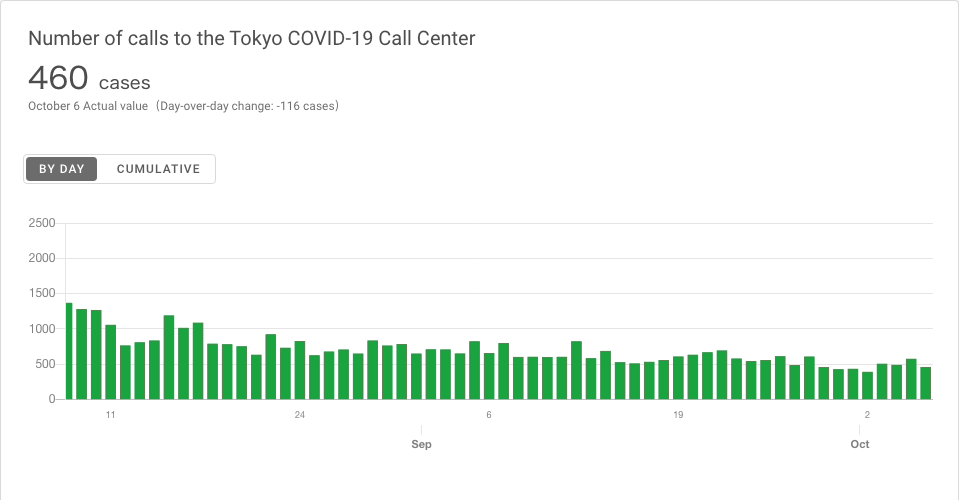 Number of calls to the Tokyo COVID-19 Call Center
460 cases
October 6 Actual value（Day-over-day change: -116 cases）
BY DAY CUMULATIVE
2500
2000
1500
1000
500
0
11 24 6 19 2
Sep Oct